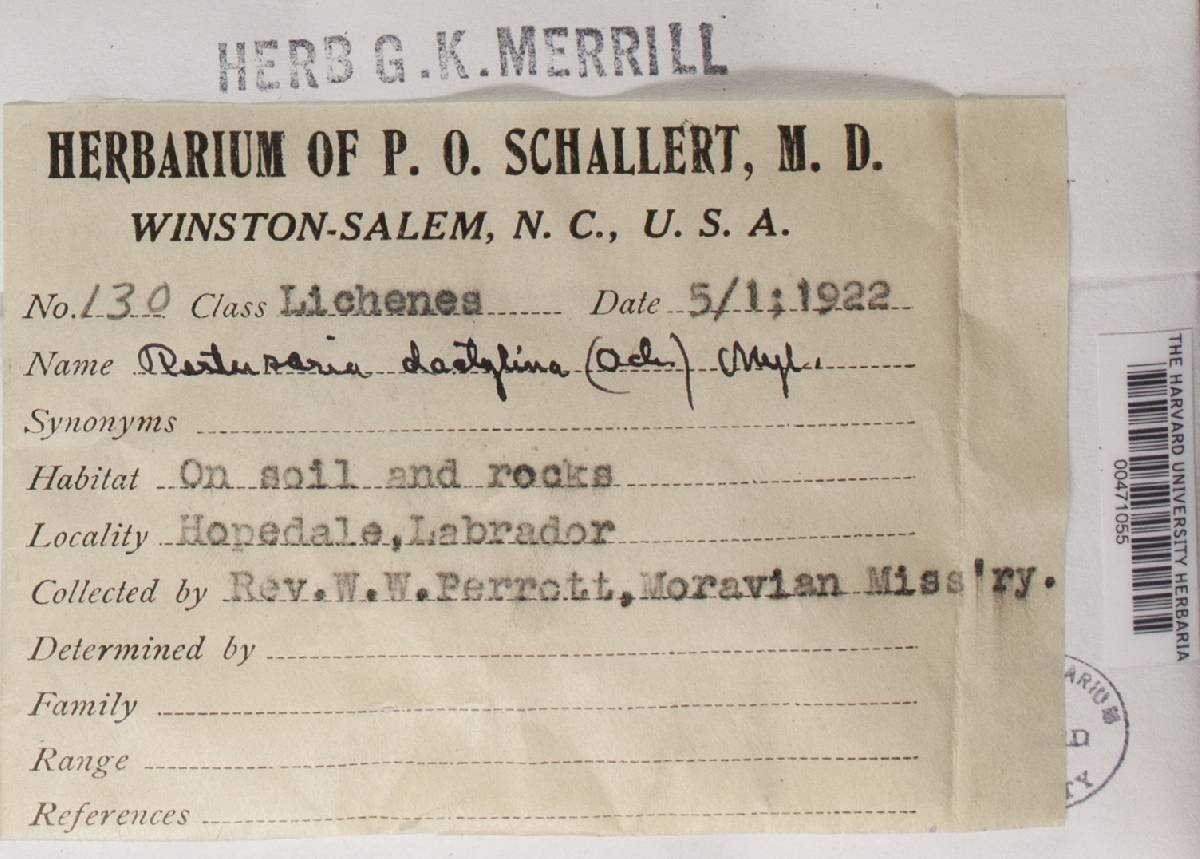 HERB G.K.MERRILL
HERBARIUM OF P. O. SCHALLERT, M. D.
WINSTON-SALEM, N. C., U. S. A.
No. 130 Class Lichenes Date 5/1;1922
Name Pertusaria dactylina (Ach.) Nyl.
Synonyms
Habitat On soil and rocks
Locality Hopedale,Labrador
Collected by Rev.W.W.Perrott,Moravian Miss'ry.
Determined by
Family
Range
References
THE HARVARD UNIVERSITY HERBARIA
00471055